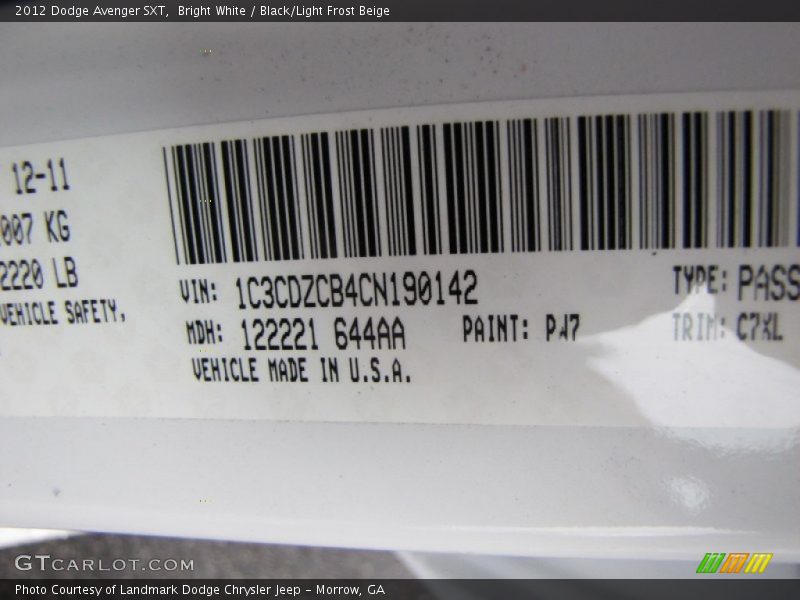 2012 Dodge Avenger SXT, Bright White / Black/Light Frost Beige
12-11
007 KG
2220 LB
VEHICLE SAFETY,
VIN: 1C3CDZCB4CN190142 TYPE: PASS
MDH: 122221 644AA PAINT: PW7 TRIM: C7XL
VEHICLE MADE IN U.S.A.
GTCARLOT.COM
Photo Courtesy of Landmark Dodge Chrysler Jeep - Morrow, GA